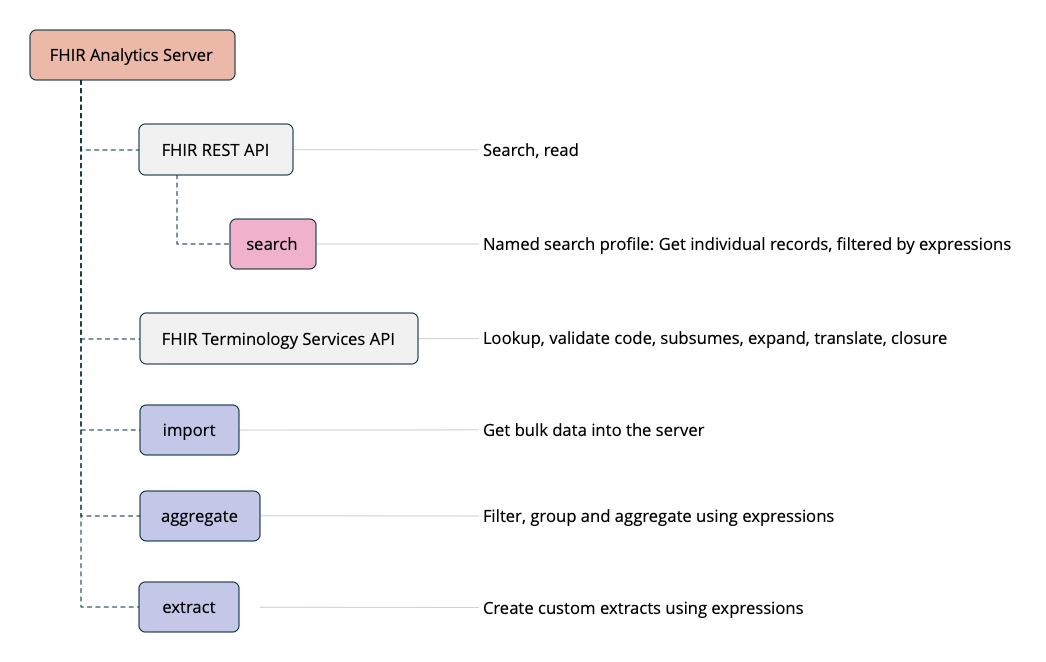 FHIR Analytics Server
FHIR REST API
Search, read
search
Named search profile: Get individual records, filtered by expressions
FHIR Terminology Services API
Lookup, validate code, subsumes, expand, translate, closure
import
Get bulk data into the server
aggregate
Filter, group and aggregate using expressions
extract
Create custom extracts using expressions